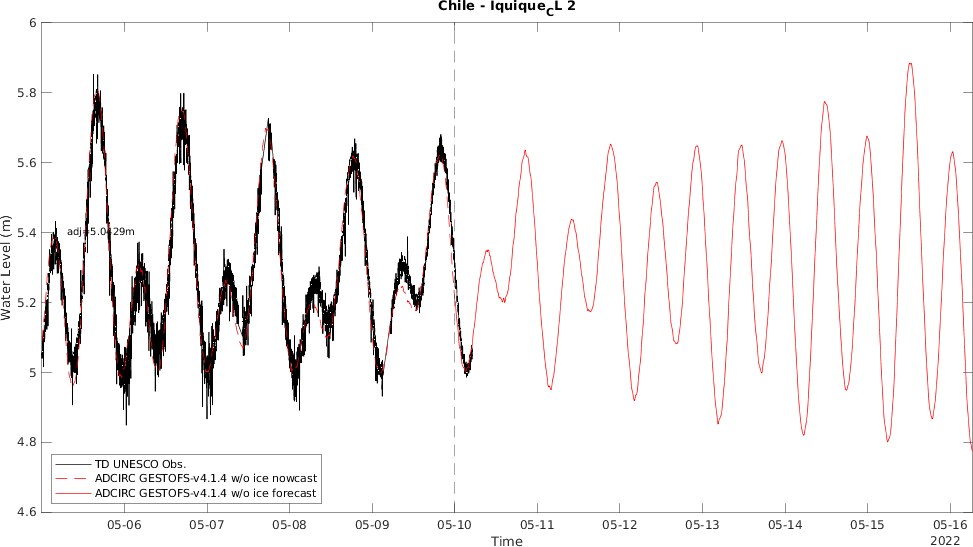 Chile - IquiqueCL 2
6
5.8
5.6
5.4
5.2
5
4.8
4.6
Water Level (m)
adj=5.0429m
TD UNESCO Obs.
ADCIRC GESTOFS-v4.1.4 w/o ice nowcast
ADCIRC GESTOFS-v4.1.4 w/o ice forecast
05-06 05-07 05-08 05-09 05-10 05-11 05-12 05-13 05-14 05-15 05-16
Time
2022